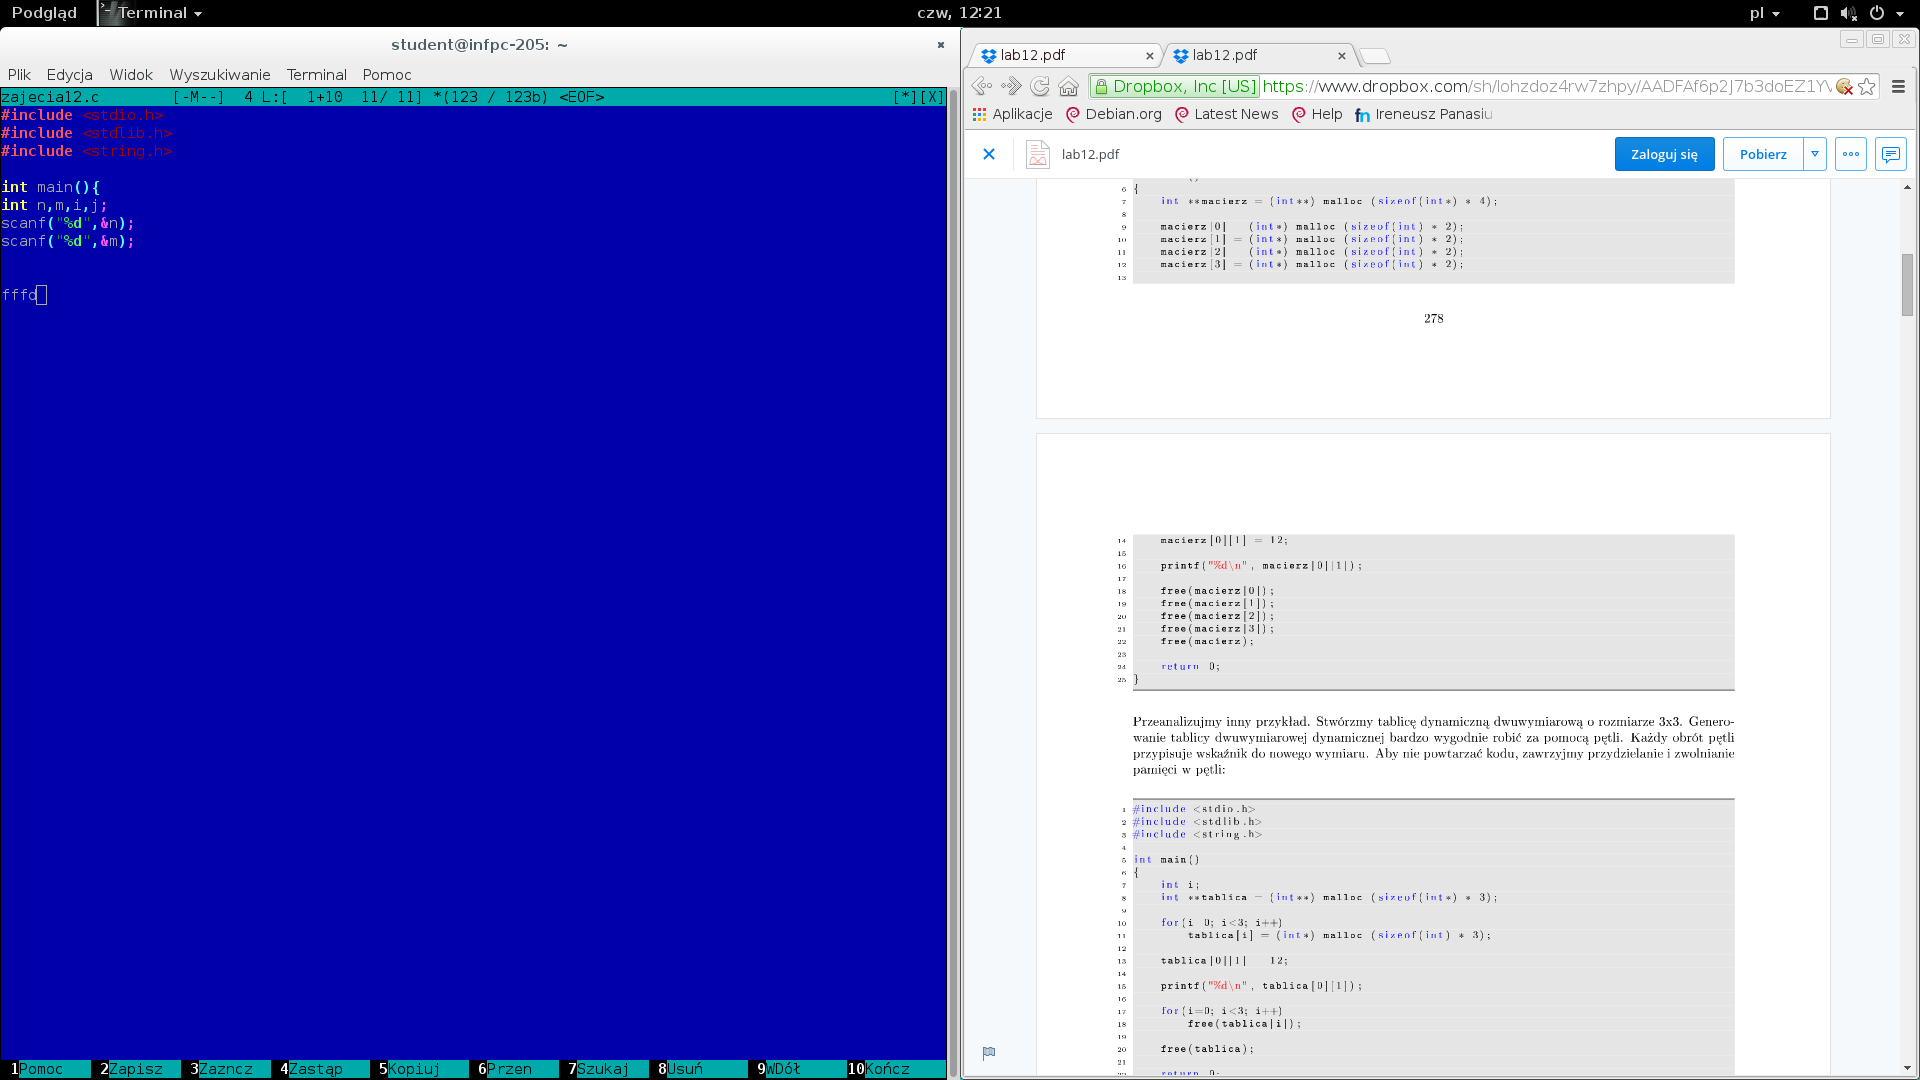 Podgląd Terminal czw, 12:21 pl
student@infpc-205: ~
Plik Edycja Widok Wyszukiwanie Terminal Pomoc
zajecia12.c [-M--] 4 L:[ 1+10 11/ 11] *(123 / 123b) <EOF> [*][X]
#include <stdio.h>
#include <stdlib.h>
#include <string.h>
int main(){
int n,m,i,j;
scanf("%d",&n);
scanf("%d",&m);
fffd
1Pomoc 2Zapisz 3Zazncz 4Zastąp 5Kopiuj 6Przen 7Szukaj 8Usuń 9WDół 10Kończ
lab12.pdf lab12.pdf
Dropbox, Inc [US] https://www.dropbox.com/sh/lohzdoz4rw7zhpy/AADFAf6p2J7b3doEZ1YV
Aplikacje Debian.org Latest News Help Ireneusz Panasiu
lab12.pdf Zaloguj się Pobierz
6 {
7 int **macierz = (int**) malloc (sizeof(int*) * 4);
8
9 macierz[0] (int*) malloc (sizeof(int) * 2);
10 macierz[1] = (int*) malloc (sizeof(int) * 2);
11 macierz[2] (int*) malloc (sizeof(int) * 2);
12 macierz[3] = (int*) malloc (sizeof(int) * 2);
13
278
14 macierz[0][1] = 12;
15
16 printf("%d\n", macierz[0][1]);
17
18 free(macierz[0]);
19 free(macierz[1]);
20 free(macierz[2]);
21 free(macierz[3]);
22 free(macierz);
23
24 return 0;
25 }
Przeanalizujmy inny przykład. Stwórzmy tablicę dynamiczną dwuwymiarową o rozmiarze 3x3. Genero-
wanie tablicy dwuwymiarowej dynamicznej bardzo wygodnie robić za pomocą pętli. Każdy obrót pętli
przypisuje wskaźnik do nowego wymiaru. Aby nie powtarzać kodu, zawrzyjmy przydzielanie i zwolnianie
pamięci w pętli:
1 #include <stdio.h>
2 #include <stdlib.h>
3 #include <string.h>
4
5 int main()
6 {
7 int i;
8 int **tablica = (int**) malloc (sizeof(int*) * 3);
9
10 for(i 0; i<3; i++)
11 tablica[i] = (int*) malloc (sizeof(int) * 3);
12
13 tablica[0][1] 12;
14
15 printf("%d\n", tablica[0][1]);
16
17 for(i=0; i<3; i++)
18 free(tablica[i]);
19
20 free(tablica);
21
22 return 0;